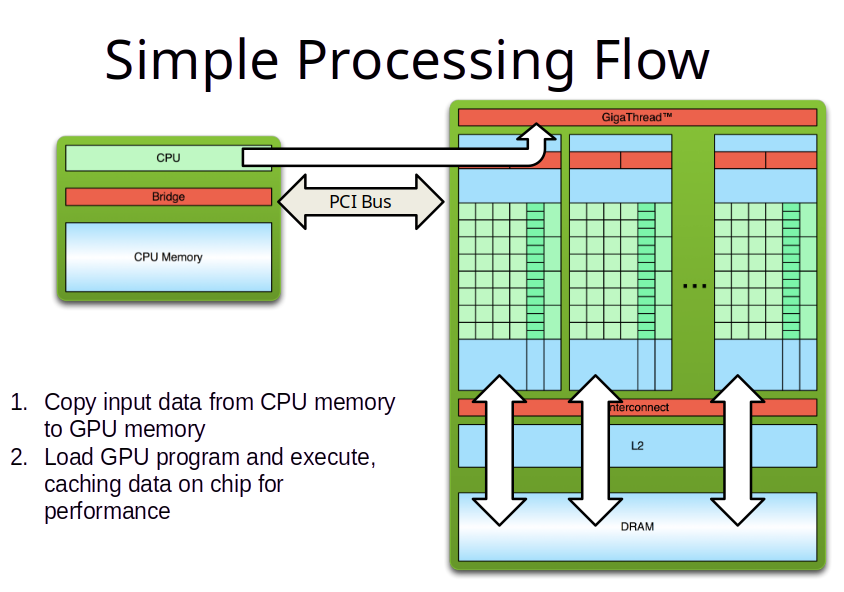 Simple Processing Flow
GigaThread™
CPU
Bridge
PCI Bus
CPU Memory
...
nterconnect
L2
DRAM
1. Copy input data from CPU memory
to GPU memory
2. Load GPU program and execute,
caching data on chip for
performance